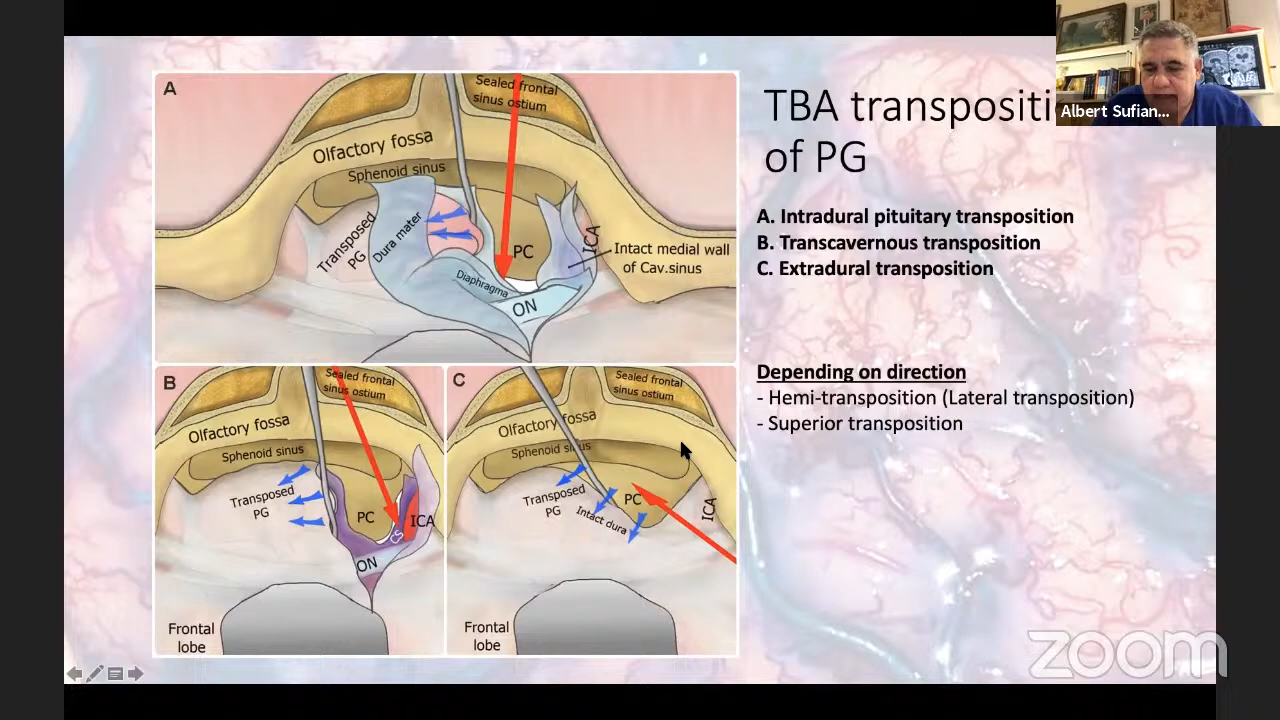 A
Sealed frontal
sinus ostium
Olfactory fossa
Sphenoid sinus
Transposed
PG
Dura mater
Diaphragma
PC
ICA
Intact medial wall
of Cav.sinus
ON
B
Sealed frontal
sinus ostium
Olfactory fossa
Sphenoid sinus
Transposed
PG
PC
ICA
CS
ON
Frontal
lobe
C
Sealed frontal
sinus ostium
Olfactory fossa
Sphenoid sinus
Transposed
PG
PC
Intact dura
ICA
Frontal
lobe
TBA transpositi
of PG
A. Intradural pituitary transposition
B. Transcavernous transposition
C. Extradural transposition
Depending on direction
- Hemi-transposition (Lateral transposition)
- Superior transposition
Albert Sufian...
zoom